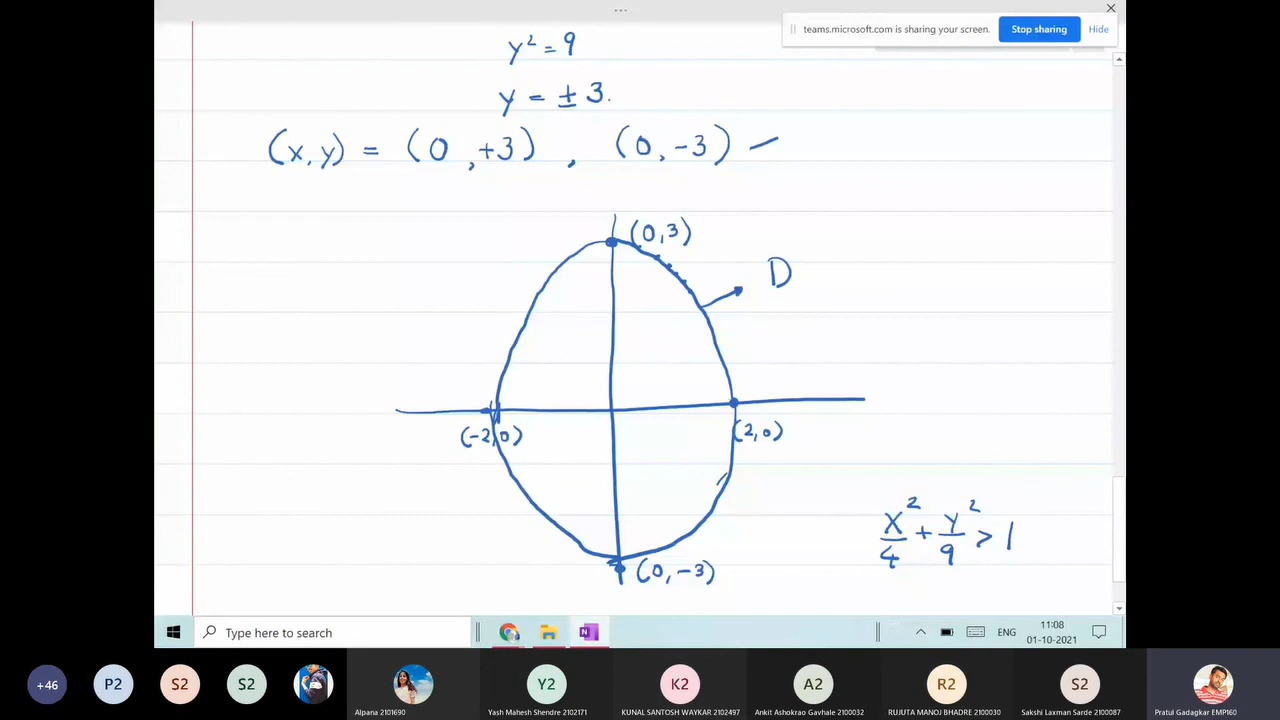 teams.microsoft.com is sharing your screen. Stop sharing Hide
y² = 9
y = ± 3.
(x, y) = (0, +3) , (0, -3)
(0, 3)
D
(-2, 0)
(2, 0)
x²/4 + y²/9 > 1
(0, -3)
Type here to search
ENG
11:08
01-10-2021
+46 P2 S2 S2 Y2 K2 A2 R2 S2
Alpana 2101690 Yash Mahesh Shendre 2102171 KUNAL SANTOSH WAYKAR 2102497 Ankit Ashokrao Gavhale 2100032 RUJUTA MANOJ BHADRE 2100030 Sakshi Laxman Sarde 2100087 Pratul Gadagkar EMP160